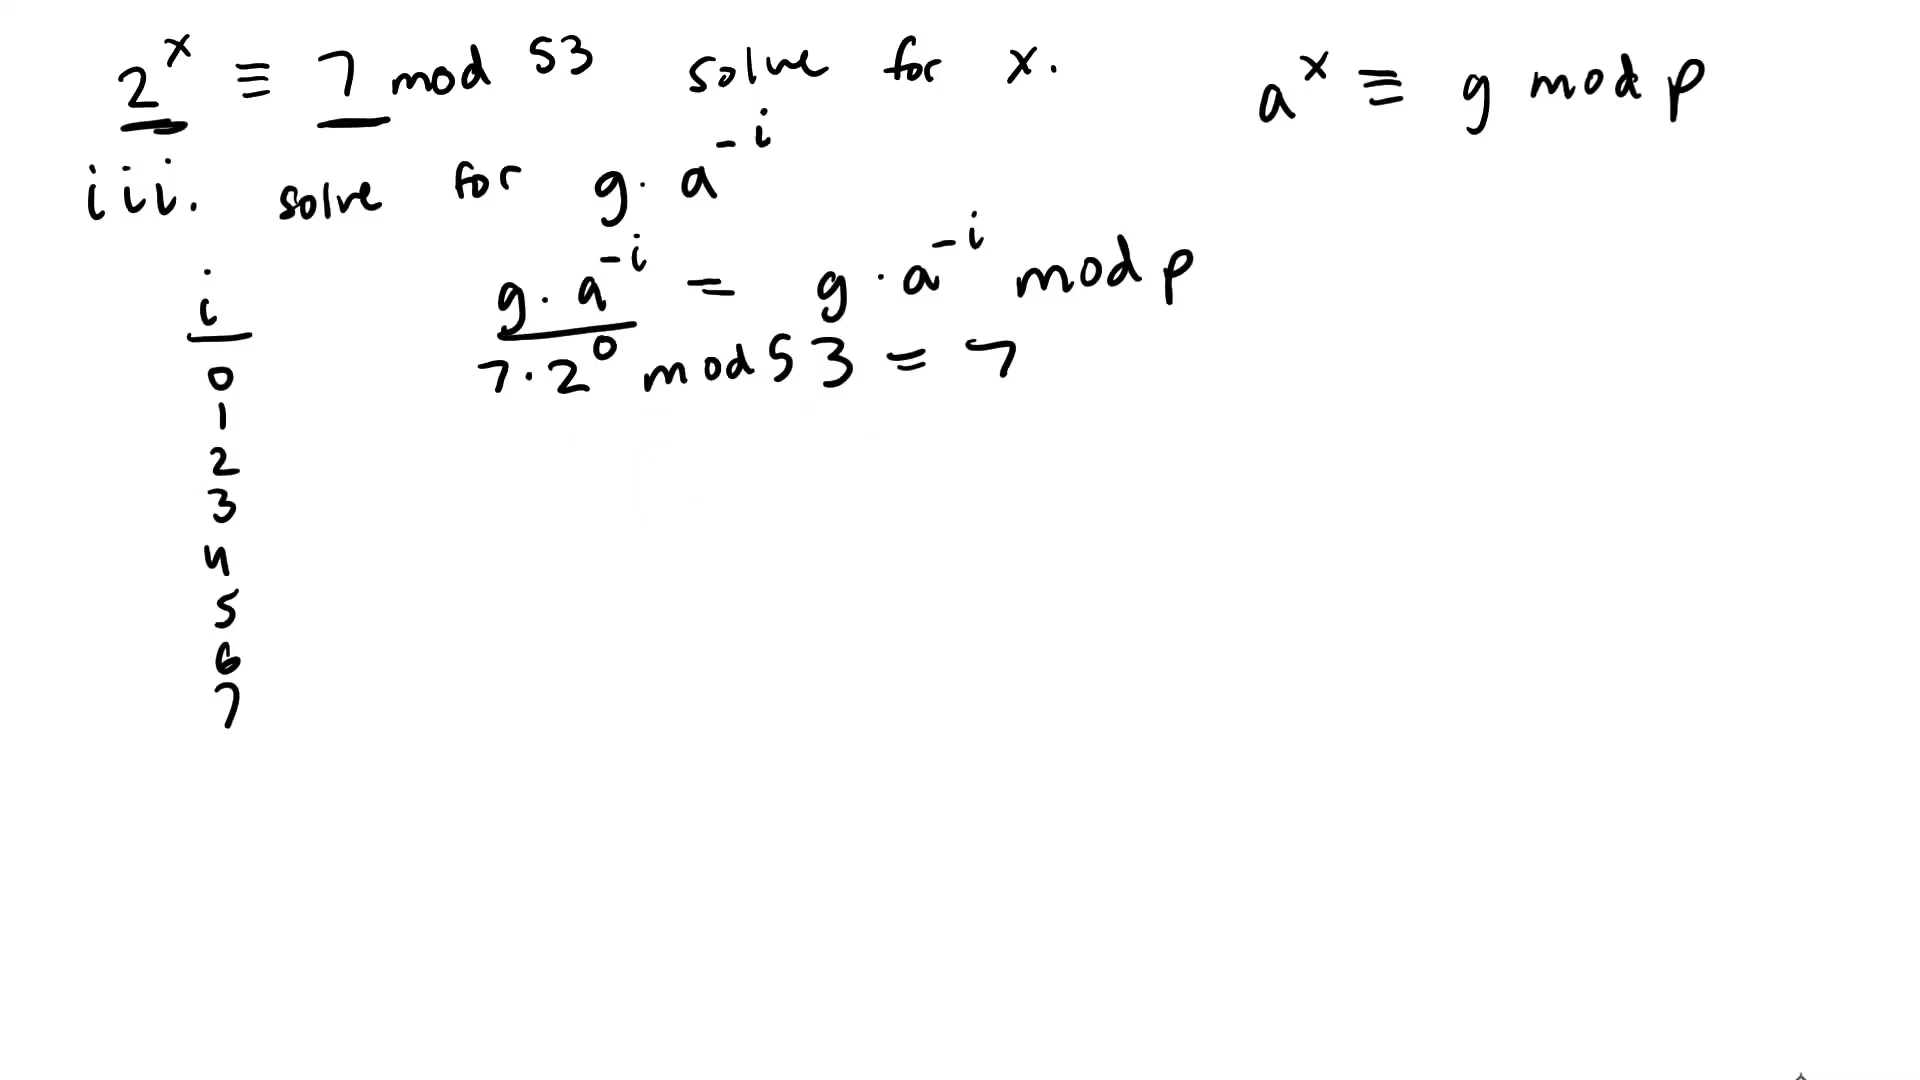 2^x ≡ 7 mod 53 solve for x. a^x ≡ g mod p
iii. solve for g · a^-i
i g · a^-i = g · a^-i mod p
0 7 · 2^0 mod 53 = 7
1
2
3
4
5
6
7